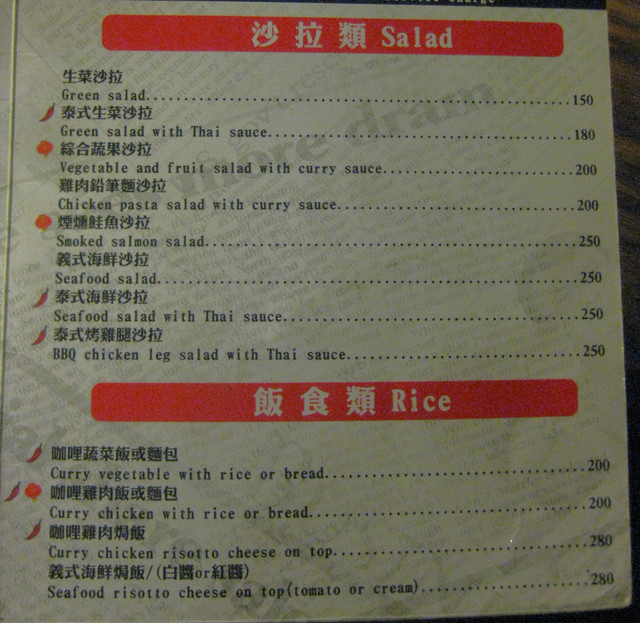 沙拉類 Salad
生菜沙拉
Green salad..........150
泰式生菜沙拉
Green salad with Thai sauce..........180
綜合蔬果沙拉
Vegetable and fruit salad with curry sauce..........200
雞肉鉛筆麵沙拉
Chicken pasta salad with curry sauce..........200
煙燻鮭魚沙拉
Smoked salmon salad..........250
義式海鮮沙拉
Seafood salad..........250
泰式海鮮沙拉
Seafood salad with Thai sauce..........250
泰式烤雞腿沙拉
BBQ chicken leg salad with Thai sauce..........250
飯食類 Rice
咖哩蔬菜飯或麵包
Curry vegetable with rice or bread..........200
咖哩雞肉飯或麵包
Curry chicken with rice or bread..........200
咖哩雞肉焗飯
Curry chicken risotto cheese on top..........280
義式海鮮焗飯/(白醬or紅醬)
Seafood risotto cheese on top(tomato or cream)..........280